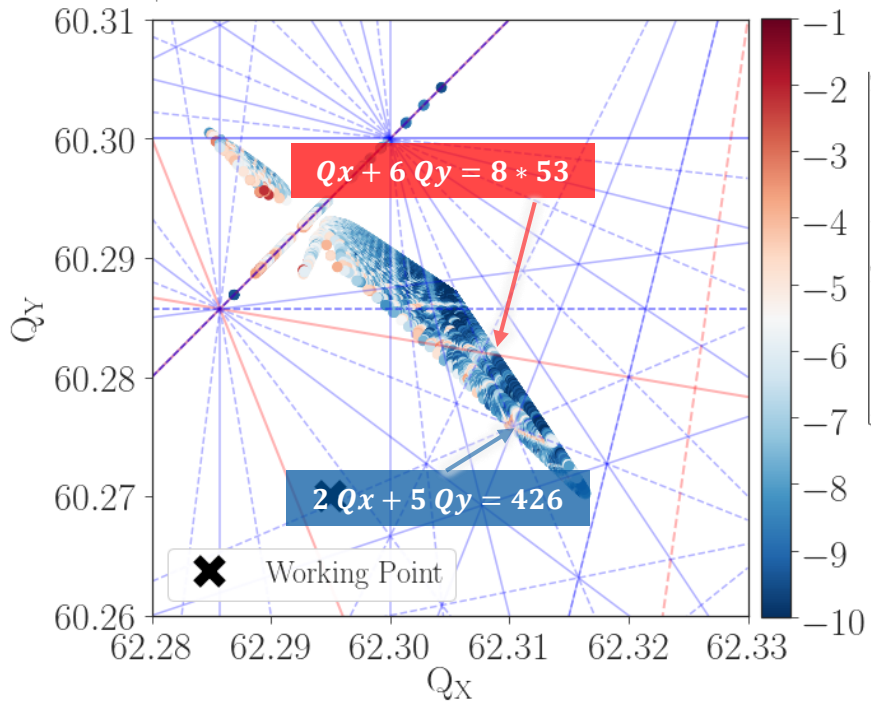 60.31
60.30
60.29
60.28
60.27
60.26
Q_Y
62.28 62.29 62.30 62.31 62.32 62.33
Q_X
Qx + 6 Qy = 8 * 53
2 Qx + 5 Qy = 426
Working Point
−1
−2
−3
−4
−5
−6
−7
−8
−9
−10